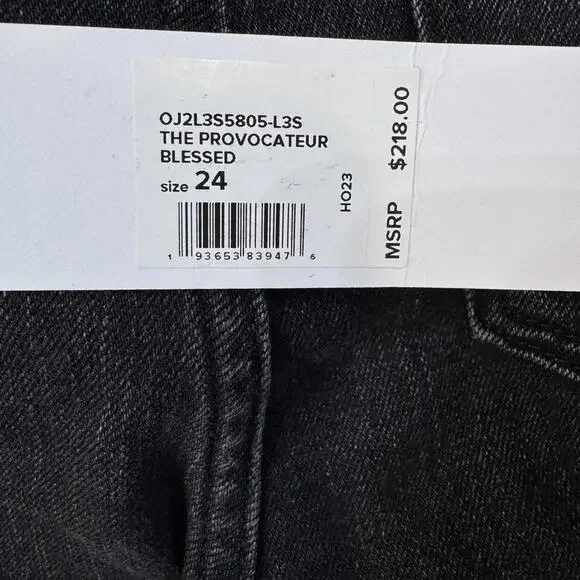 OJ2L3S5805-L3S
THE PROVOCATEUR
BLESSED
size 24
1 93653 83947 6
HO23
MSRP $218.00